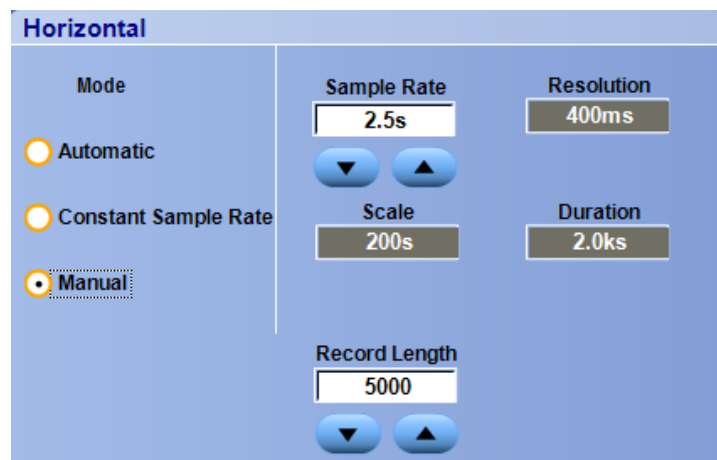 Horizontal
Mode
Automatic
Constant Sample Rate
Manual
Sample Rate
2.5s
Resolution
400ms
Scale
200s
Duration
2.0ks
Record Length
5000